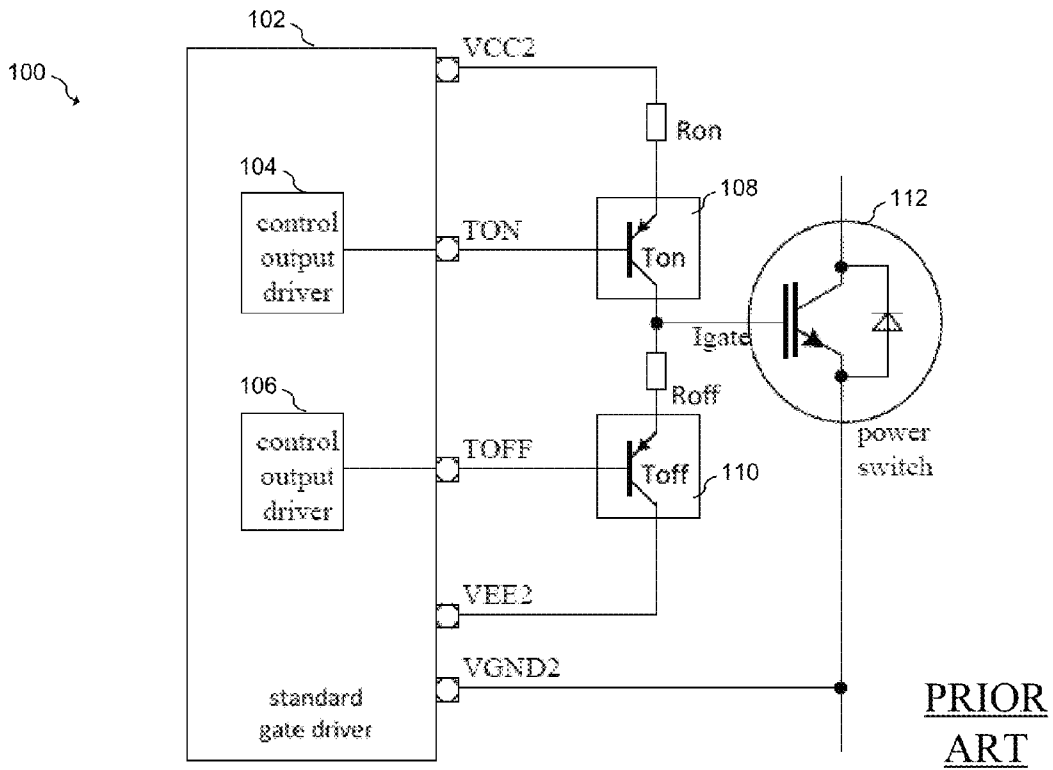 102
VCC2
100
Ron
104
108
112
control
output
driver
TON
Ton
Igate
106
Roff
control
output
driver
TOFF
Toff
110
power
switch
VEE2
VGND2
standard
gate driver
PRIOR
ART